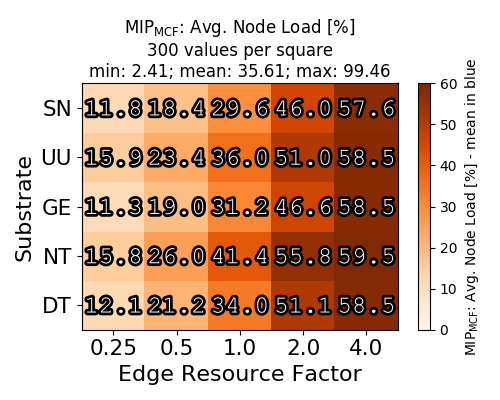 MIP_MCF: Avg. Node Load [%]
300 values per square
min: 2.41; mean: 35.61; max: 99.46
SN 11.8 18.4 29.6 46.0 57.6
UU 15.9 23.4 36.0 51.0 58.5
GE 11.3 19.0 31.2 46.6 58.5
NT 15.8 26.0 41.4 55.8 59.5
DT 12.1 21.2 34.0 51.1 58.5
0.25 0.5 1.0 2.0 4.0
Edge Resource Factor
Substrate
60
50
40
30
20
10
0
MIP_MCF: Avg. Node Load [%] - mean in blue